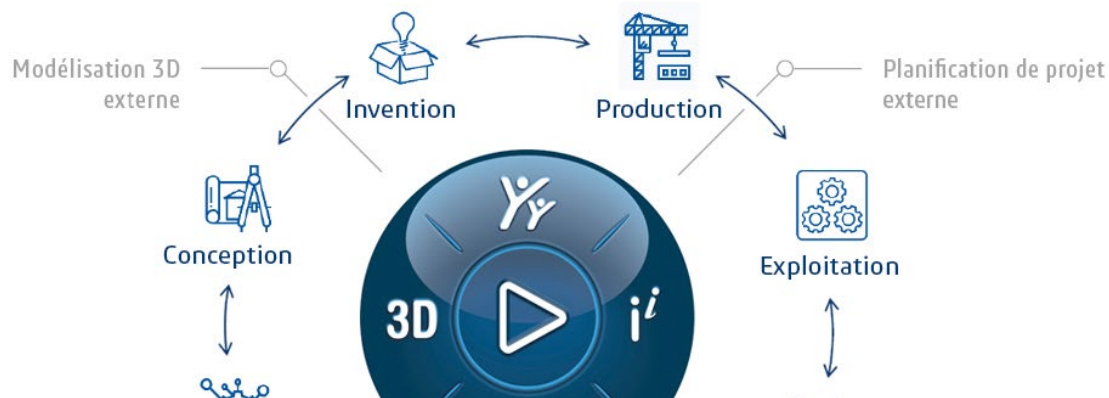 Modélisation 3D
externe
Invention
Production
Planification de projet
externe
Conception
Exploitation
3D
i i